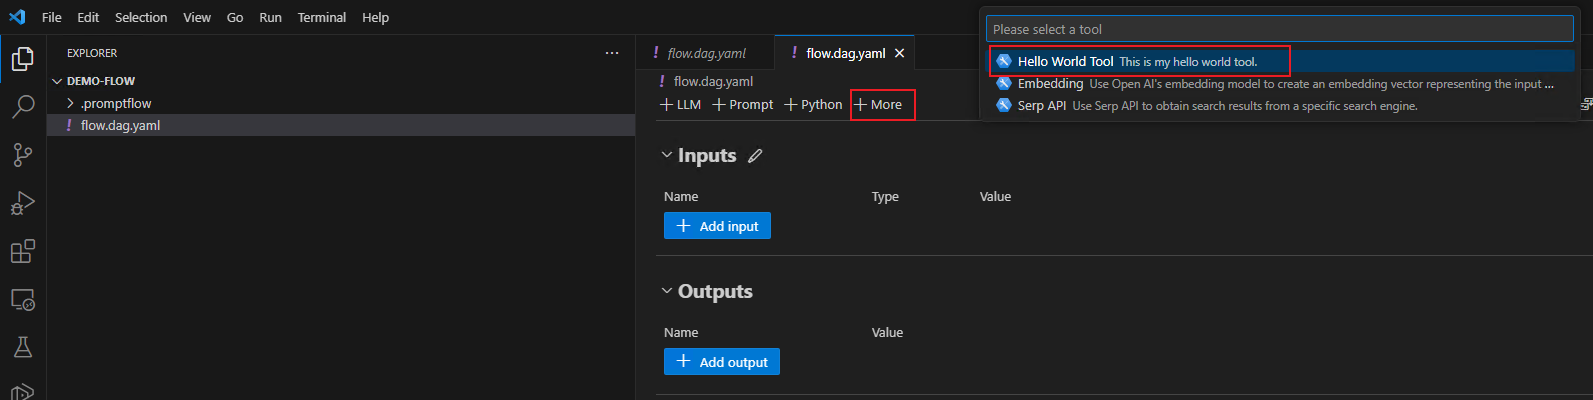 File Edit Selection View Go Run Terminal Help
Please select a tool
Hello World Tool This is my hello world tool.
Embedding Use Open AI's embedding model to create an embedding vector representing the input ...
Serp API Use Serp API to obtain search results from a specific search engine.
EXPLORER
DEMO-FLOW
.promptflow
flow.dag.yaml
flow.dag.yaml flow.dag.yaml
flow.dag.yaml
LLM Prompt Python More
Inputs
Name Type Value
Add input
Outputs
Name Value
Add output